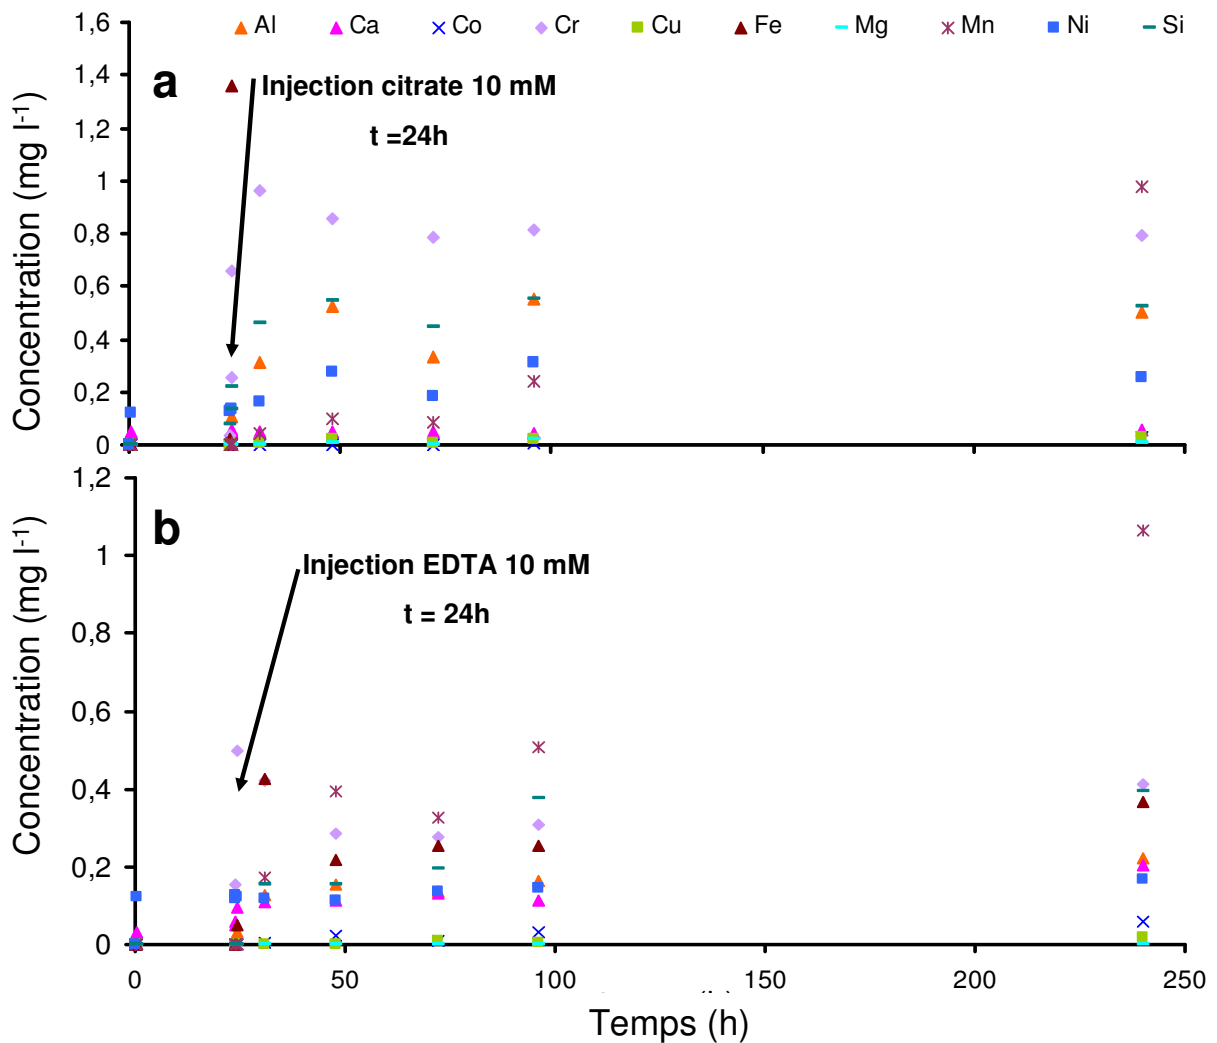 1,6
Al Ca Co Cr Cu Fe Mg Mn Ni Si
1,4
a
Injection citrate 10 mM
1,2
t =24h
1
0,8
0,6
0,4
0,2
0
Concentration (mg l-1)
1,2
b
1
Injection EDTA 10 mM
0,8
t = 24h
0,6
0,4
0,2
0
Concentration (mg l-1)
0 50 100 150 200 250
Temps (h)